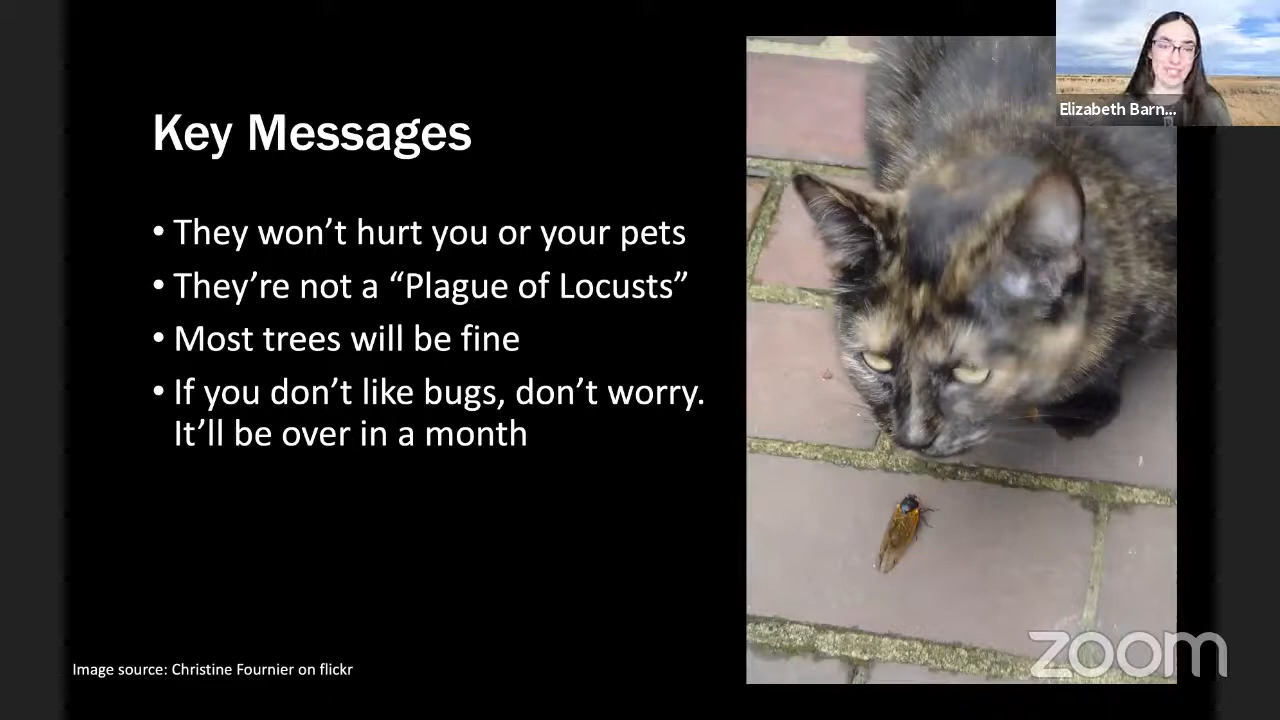 Elizabeth Barn...
Key Messages
• They won’t hurt you or your pets
• They’re not a “Plague of Locusts”
• Most trees will be fine
• If you don’t like bugs, don’t worry.
It’ll be over in a month
Image source: Christine Fournier on flickr
zoom